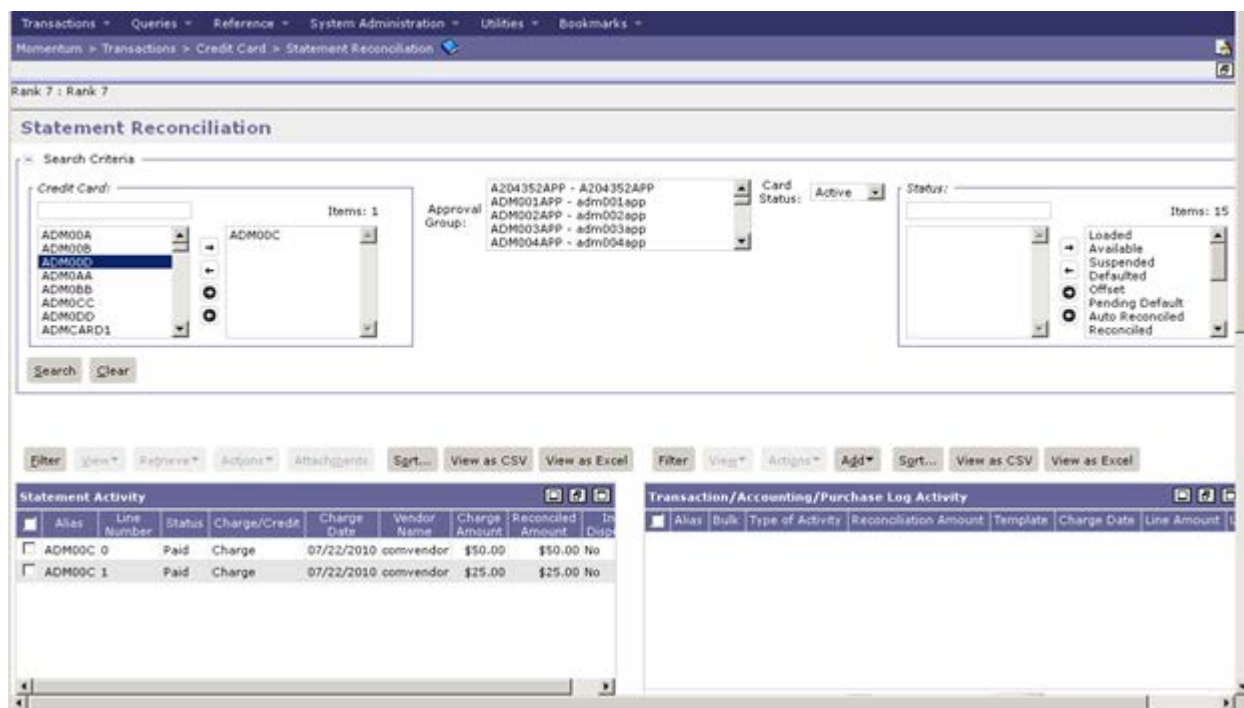 Transactions Queries Reference System Administration Utilities Bookmarks
Momentum > Transactions > Credit Card > Statement Reconciliation
Rank 7 : Rank 7
Statement Reconciliation
Search Criteria
Credit Card:
Items: 1
ADM00A
ADM00B
ADM00D
ADM0AA
ADM0BB
ADM0CC
ADM0DD
ADMCARD1
ADM00C
Approval Group:
A204352APP - A204352APP
ADM001APP - adm001app
ADM002APP - adm002app
ADM003APP - adm003app
ADM004APP - adm004app
Card Status: Active
Status:
Items: 15
Loaded
Available
Suspended
Defaulted
Offset
Pending Default
Auto Reconciled
Reconciled
Search Clear
Filter View Retrieve Actions Attachments Sort... View as CSV View as Excel
Filter View Actions Add Sort... View as CSV View as Excel
Statement Activity
Alias Line Number Status Charge/Credit Charge Date Vendor Name Charge Amount Reconciled Amount In
ADM00C 0 Paid Charge 07/22/2010 comvendor $50.00 $50.00 No
ADM00C 1 Paid Charge 07/22/2010 comvendor $25.00 $25.00 No
Transaction/Accounting/Purchase Log Activity
Alias Bulk Type of Activity Reconciliation Amount Template Charge Date Line Amount